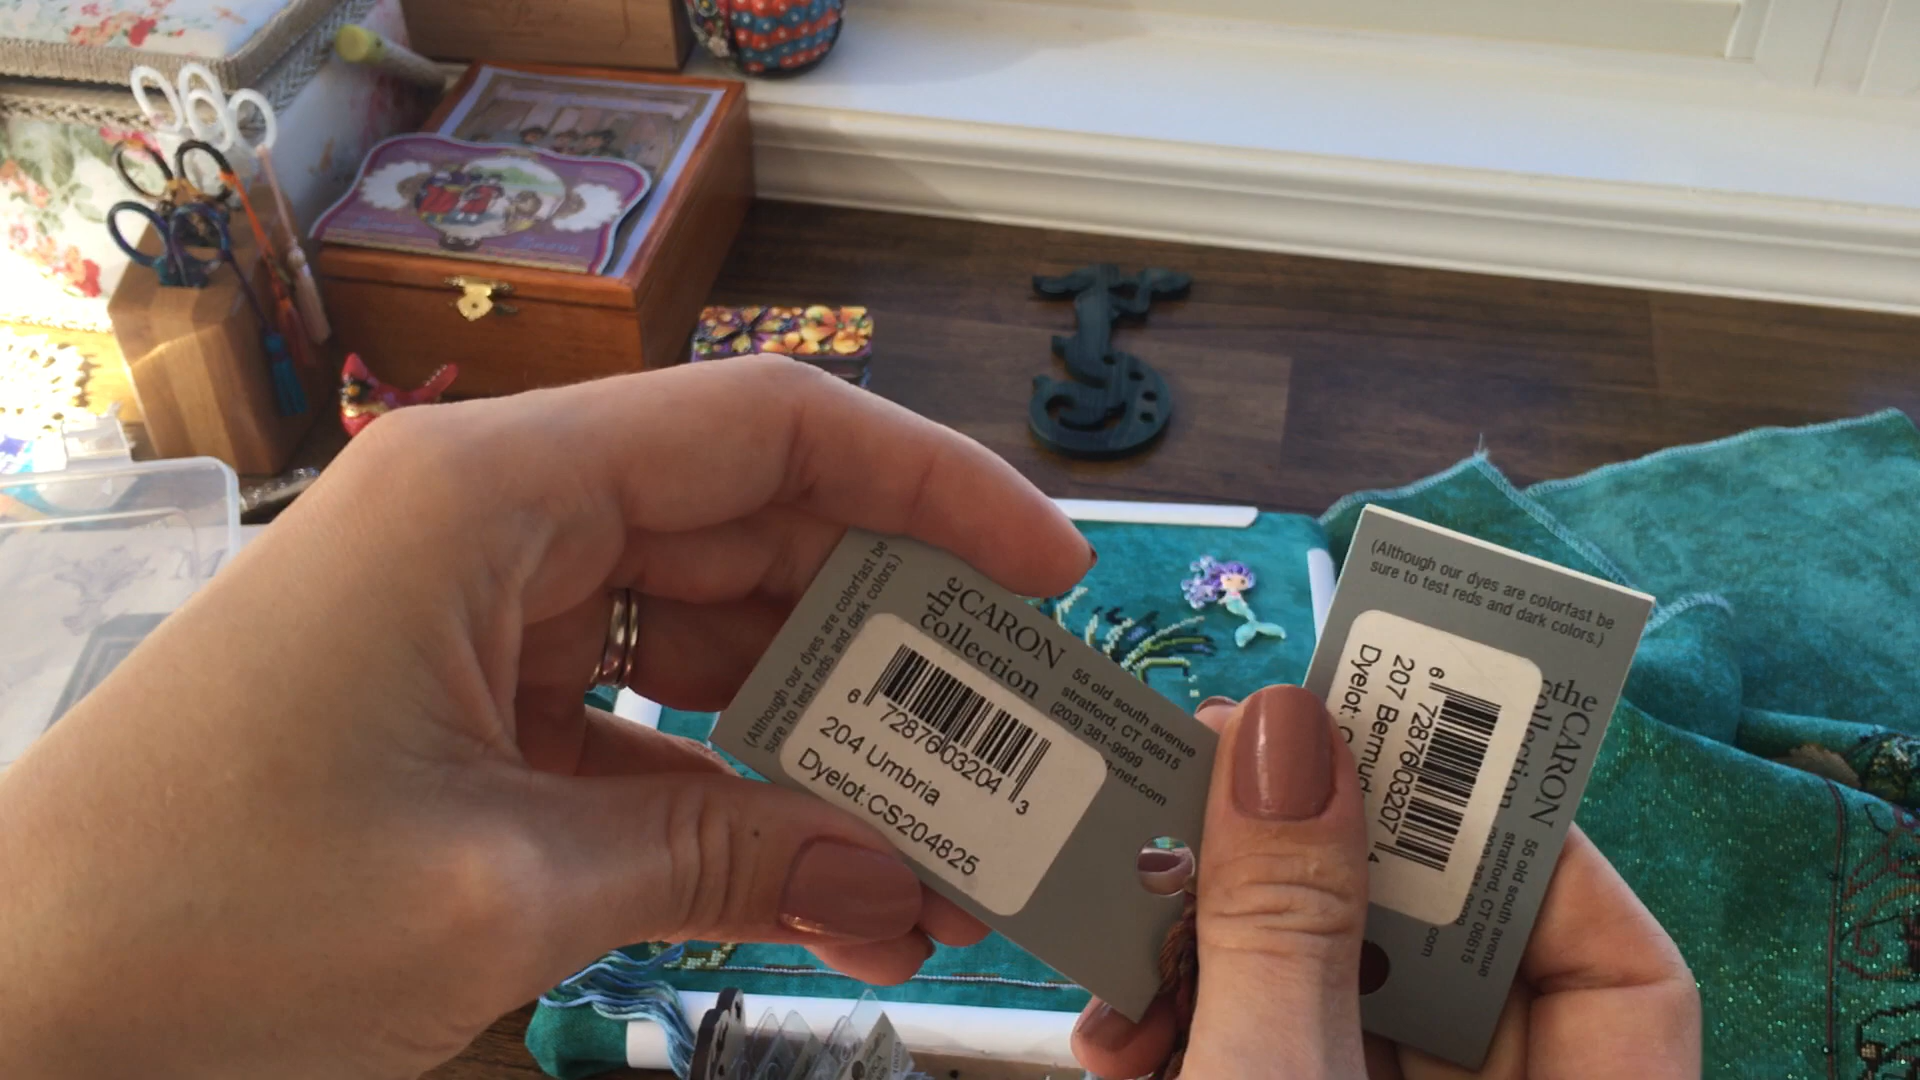 (Although our dyes are colorfast be
sure to test reds and dark colors.)
the CARON
collection
55 old south avenue
stratford, CT 06615
(203) 381-9999
n-net.com
6 72876 03204 3
204 Umbria
Dyelot:CS204825
(Although our dyes are colorfast be
sure to test reds and dark colors.)
the CARON
collection
55 old south avenue
stratford, CT 06615
.com
6 72876 03207 4
207 Bermud
Dyelot: C